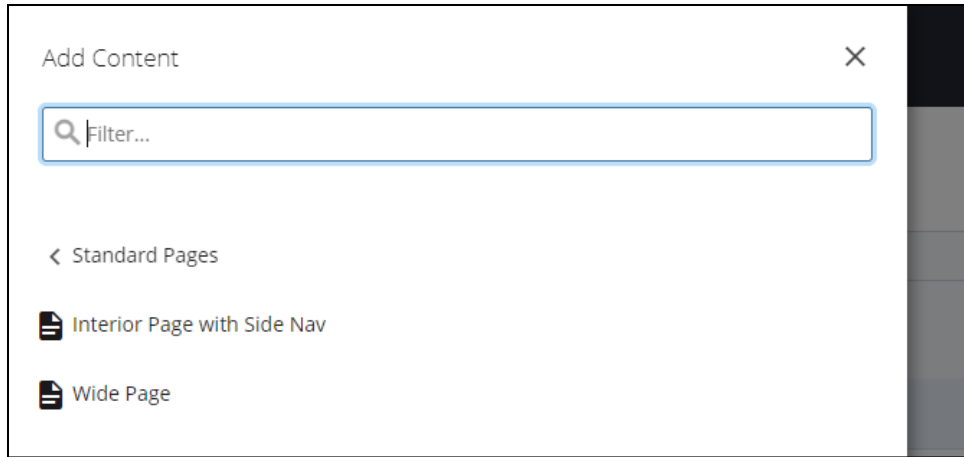 Add Content
Filter...
Standard Pages
Interior Page with Side Nav
Wide Page